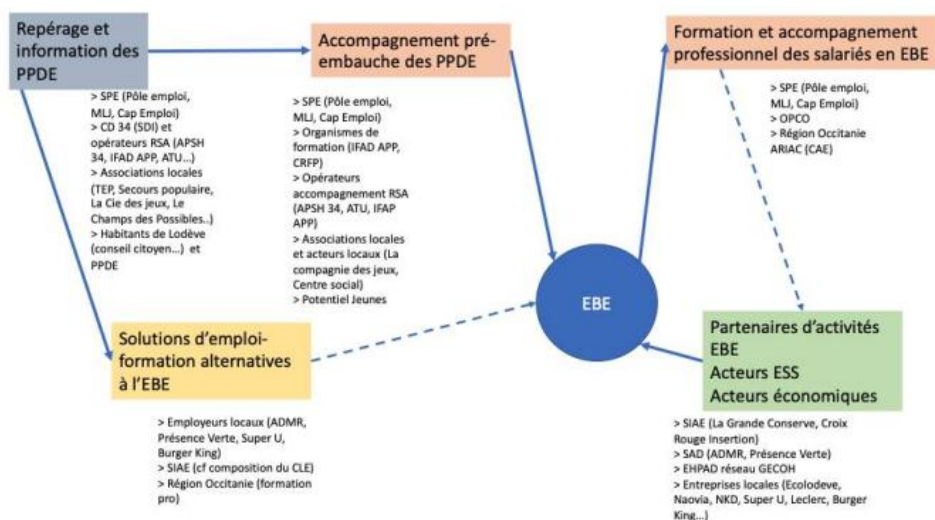 Repérage et
information des
PPDE
> SPE (Pôle emploi,
MLJ, Cap Emploi)
> CD 34 (SDI) et
opérateurs RSA (APSH
34, IFAD APP, ATU...)
> Associations locales
(TEP, Secours populaire,
La Cie des jeux, Le
Champs des Possibles..)
> Habitants de Lodève
(conseil citoyen...) et
PPDE
Accompagnement pré-
embauche des PPDE
> SPE (Pôle emploi,
MLJ, Cap Emploi)
> Organismes de
formation (IFAD APP,
CRFP)
> Opérateurs
accompagnement RSA
(APSH 34, ATU, IFAP
APP)
> Associations locales
et acteurs locaux (La
compagnie des jeux,
Centre social)
> Potentiel Jeunes
Formation et accompagnement
professionnel des salariés en EBE
> SPE (Pôle emploi,
MLJ, Cap Emploi)
> OPCO
> Région Occitanie
ARIAC (CAE)
EBE
Solutions d'emploi-
formation alternatives
à l'EBE
> Employeurs locaux (ADMR,
Présence Verte, Super U,
Burger King)
> SIAE (cf composition du CLE)
> Région Occitanie (formation
pro)
Partenaires d'activités
EBE
Acteurs ESS
Acteurs économiques
> SIAE (La Grande Conserve, Croix
Rouge Insertion)
> SAD (ADMR, Présence Verte)
> EHPAD réseau GECOH
> Entreprises locales (Ecolodeve,
Naovia, NKD, Super U, Leclerc, Burger
King...)